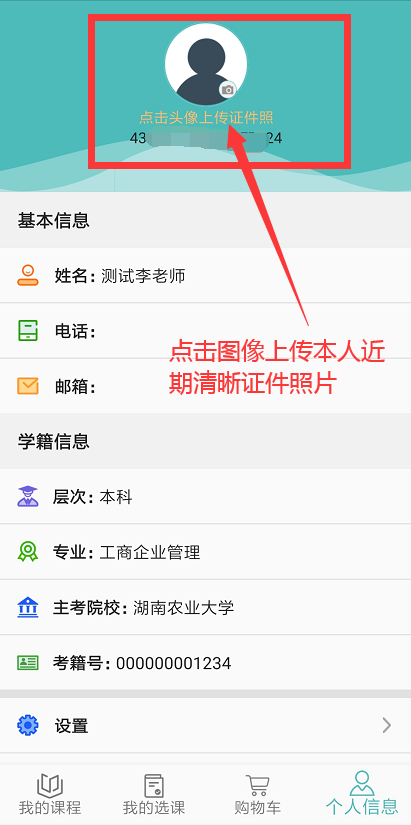 点击头像上传证件照
43 24
基本信息
姓名: 测试李老师
电话:
点击图像上传本人近
期清晰证件照片
邮箱:
学籍信息
层次: 本科
专业: 工商企业管理
主考院校: 湖南农业大学
考籍号: 000000001234
设置
我的课程 我的选课 购物车 个人信息